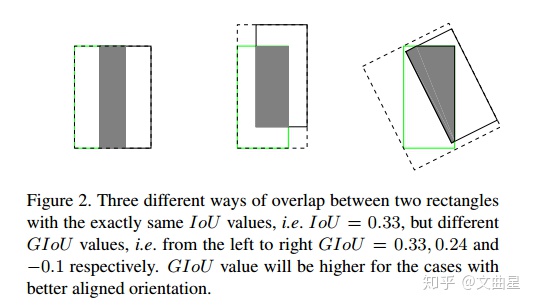 Figure 2. Three different ways of overlap between two rectangles
with the exactly same IoU values, i.e. IoU = 0.33, but different
GIoU values, i.e. from the left to right GIoU = 0.33, 0.24 and
−0.1 respectively. GIoU value will be higher for the cases with
better aligned orientation.
知乎 @文曲星